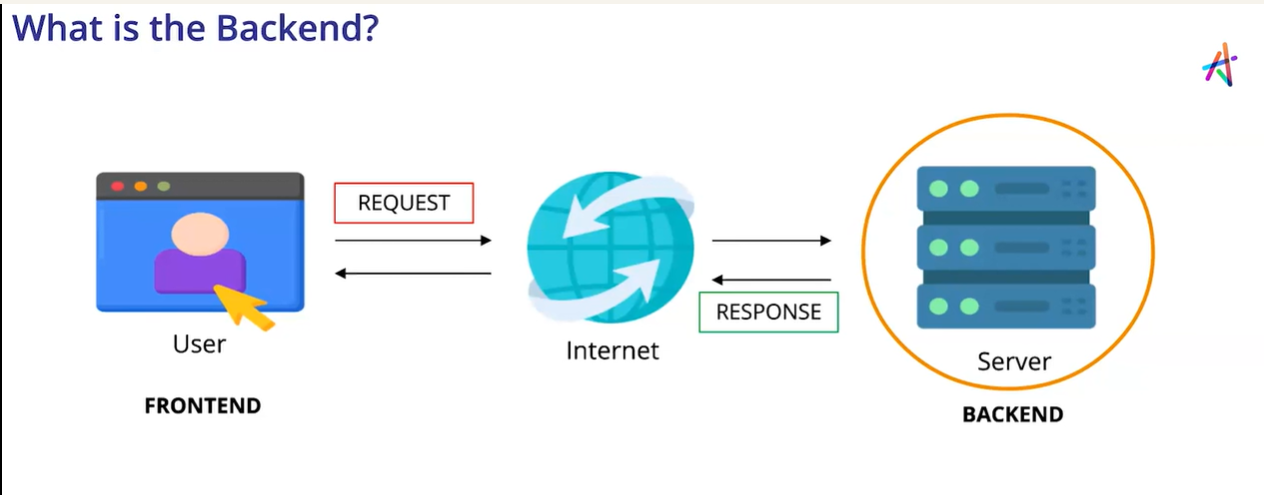 What is the Backend?
REQUEST
RESPONSE
User
Internet
Server
FRONTEND
BACKEND